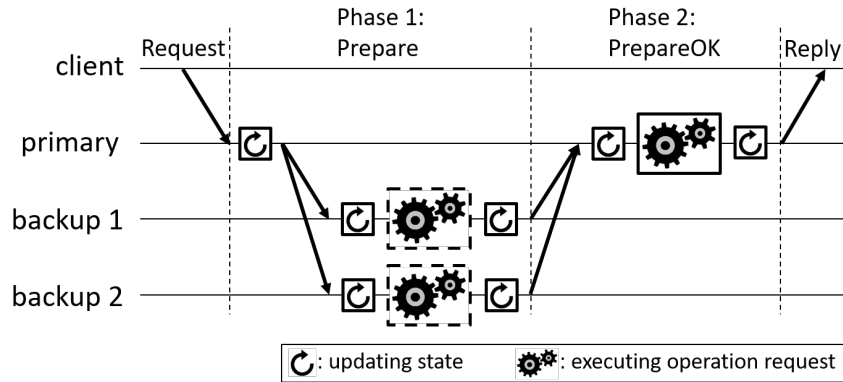 Phase 1:
Prepare
Phase 2:
PrepareOK
Request
Reply
client
primary
backup 1
backup 2
: updating state
: executing operation request